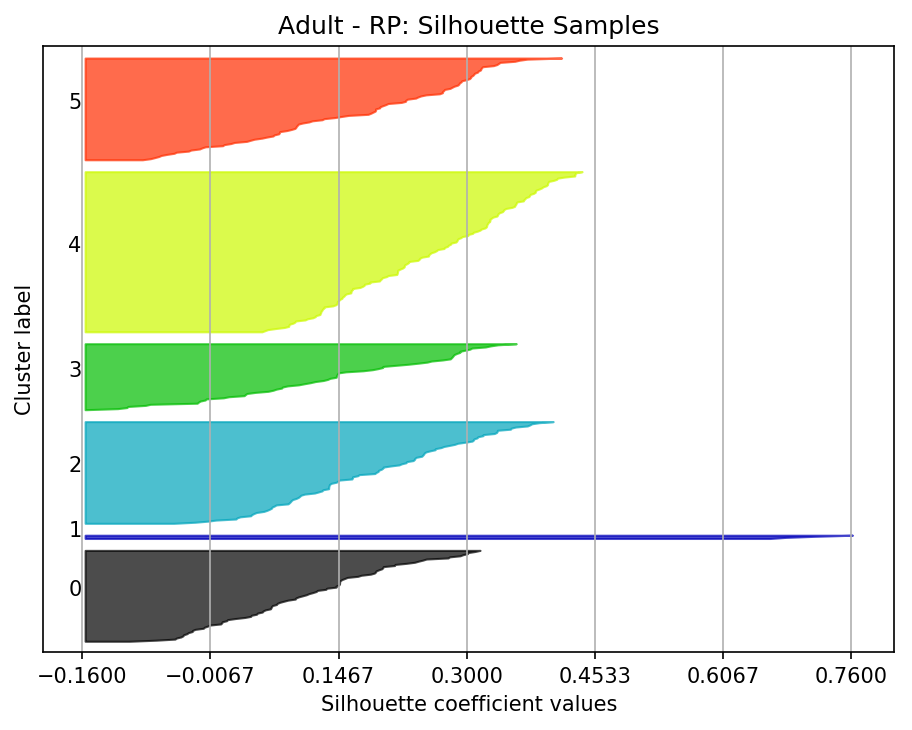 Adult - RP: Silhouette Samples
Cluster label
5
4
3
2
1
0
−0.1600 −0.0067 0.1467 0.3000 0.4533 0.6067 0.7600
Silhouette coefficient values